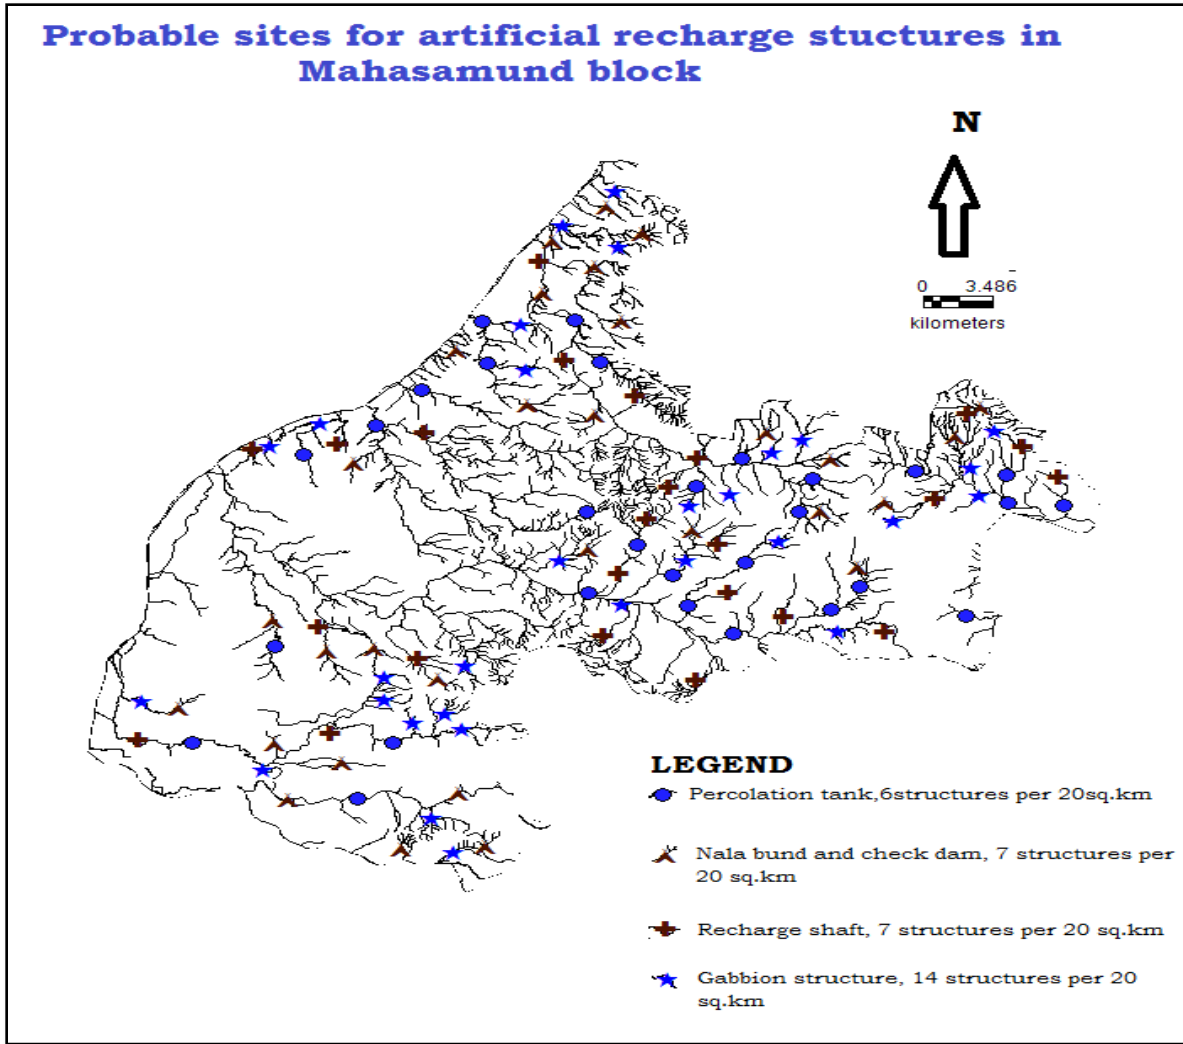 Probable sites for artificial recharge stuctures in
Mahasamund block
N
0 3.486
kilometers
LEGEND
Percolation tank,6structures per 20sq.km
Nala bund and check dam, 7 structures per
20 sq.km
Recharge shaft, 7 structures per 20 sq.km
Gabbion structure, 14 structures per 20
sq.km